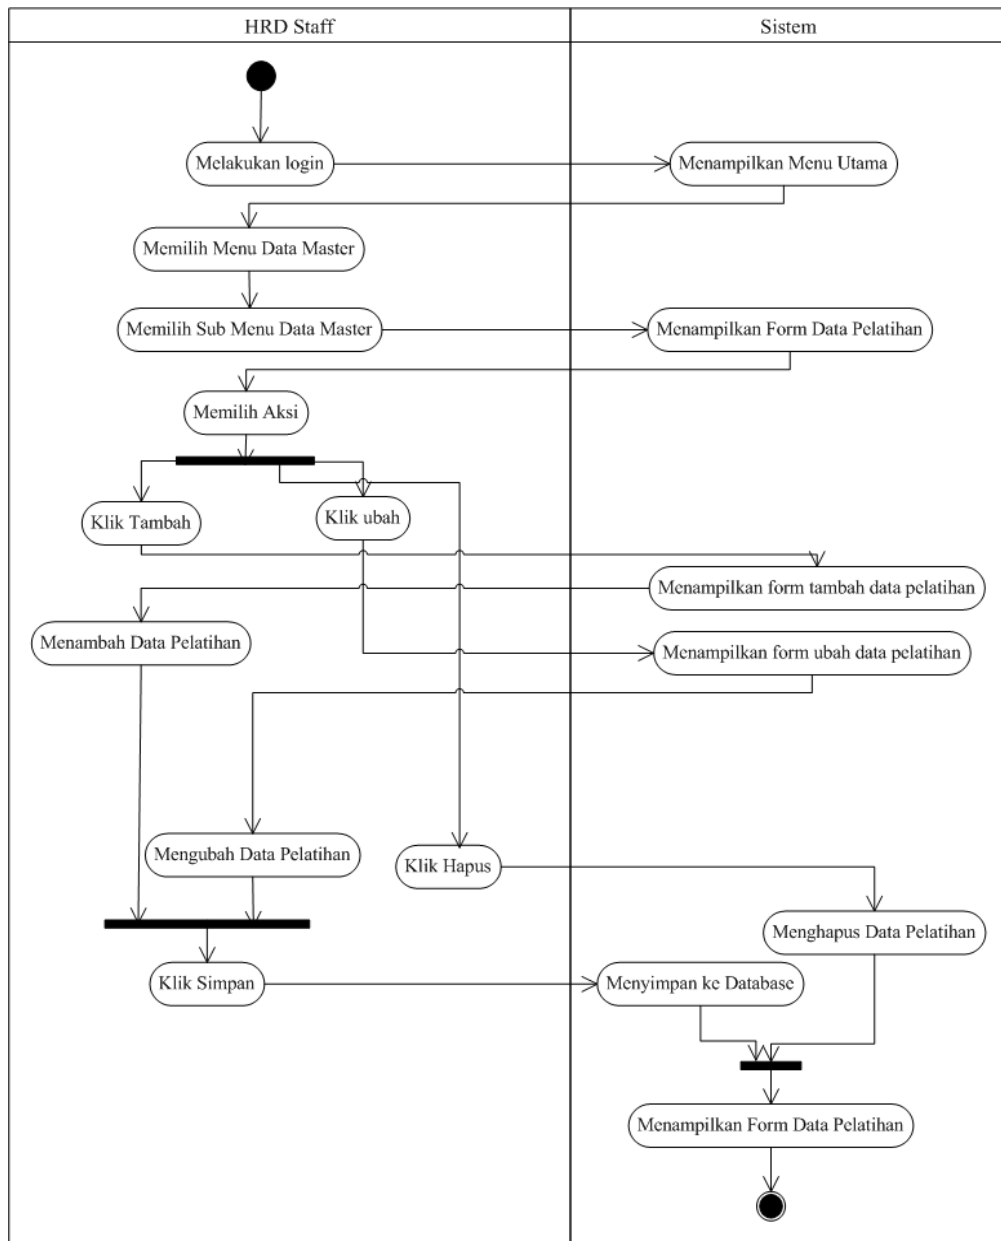 HRD Staff
Sistem
Melakukan login
Menampilkan Menu Utama
Memilih Menu Data Master
Memilih Sub Menu Data Master
Menampilkan Form Data Pelatihan
Memilih Aksi
Klik Tambah
Klik ubah
Menampilkan form tambah data pelatihan
Menambah Data Pelatihan
Menampilkan form ubah data pelatihan
Mengubah Data Pelatihan
Klik Hapus
Menghapus Data Pelatihan
Klik Simpan
Menyimpan ke Database
Menampilkan Form Data Pelatihan